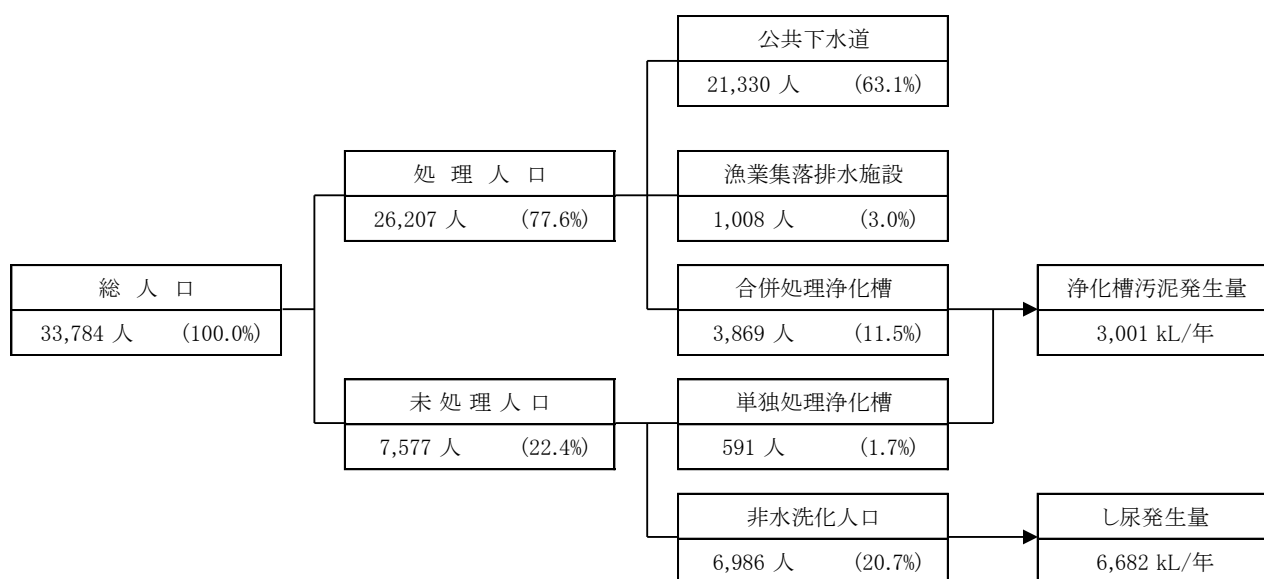 公共下水道
21,330 人 (63.1%)
処 理 人 口
26,207 人 (77.6%)
漁業集落排水施設
1,008 人 (3.0%)
総 人 口
33,784 人 (100.0%)
合併処理浄化槽
3,869 人 (11.5%)
浄化槽汚泥発生量
3,001 kL/年
未 処 理 人 口
7,577 人 (22.4%)
単独処理浄化槽
591 人 (1.7%)
非水洗化人口
6,986 人 (20.7%)
し尿発生量
6,682 kL/年